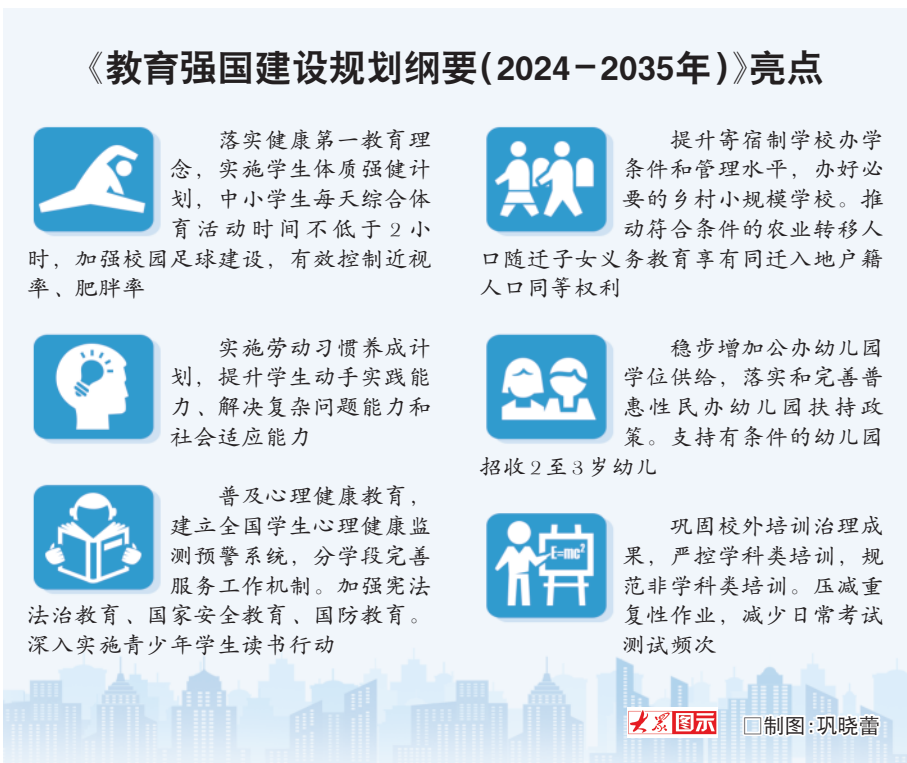 《教育强国建设规划纲要(2024-2035年)》亮点
落实健康第一教育理
念，实施学生体质强健计
划，中小学生每天综合体
育活动时间不低于2小
时，加强校园足球建设，有效控制近视
率、肥胖率
实施劳动习惯养成计
划，提升学生动手实践能
力、解决复杂问题能力和
社会适应能力
普及心理健康教育，
建立全国学生心理健康监
测预警系统，分学段完善
服务工作机制。加强宪法
法治教育、国家安全教育、国防教育。
深入实施青少年学生读书行动
提升寄宿制学校办学
条件和管理水平，办好必
要的乡村小规模学校。推
动符合条件的农业转移人
口随迁子女义务教育享有同迁入地户籍
人口同等权利
稳步增加公办幼儿园
学位供给，落实和完善普
惠性民办幼儿园扶持政
策。支持有条件的幼儿园
招收2至3岁幼儿
E=mc²
巩固校外培训治理成
果，严控学科类培训，规
范非学科类培训。压减重
复性作业，减少日常考试
测试频次
大众图示
□制图:巩晓蕾